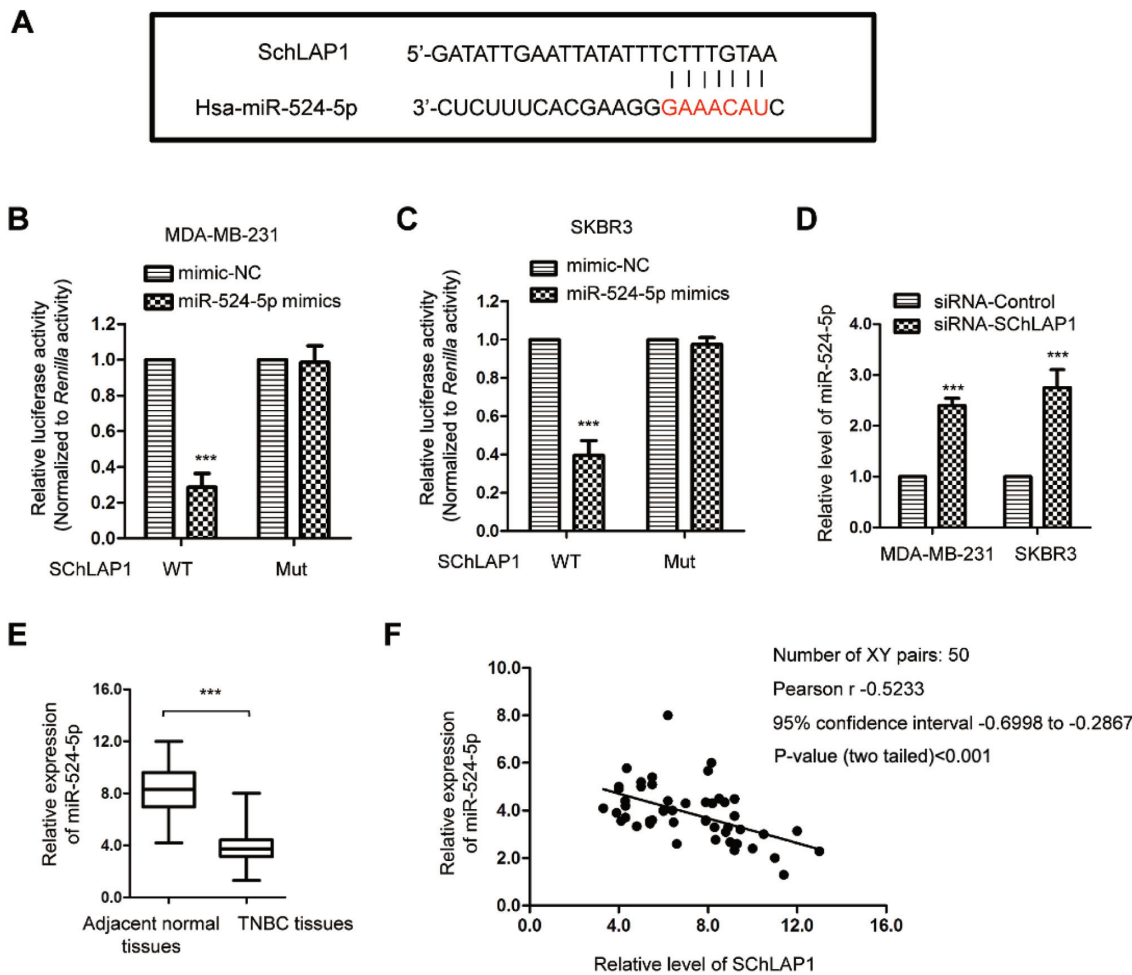 A
SchLAP1 5'-GATATTGAATTATATTTCTTTGTAA
Hsa-miR-524-5p 3'-CUCUUUCACGAAGGGAAACAUC
B
MDA-MB-231
mimic-NC
miR-524-5p mimics
Relative luciferase activity
(Normalized to Renilla activity)
1.2
1.0
0.8
0.6
0.4
0.2
0.0
***
SChLAP1 WT Mut
C
SKBR3
mimic-NC
miR-524-5p mimics
Relative luciferase activity
(Normalized to Renilla activity)
1.2
1.0
0.8
0.6
0.4
0.2
0.0
***
SChLAP1 WT Mut
D
siRNA-Control
siRNA-SChLAP1
Relative level of miR-524-5p
4.0
3.0
2.0
1.0
0.0
***
***
MDA-MB-231 SKBR3
E
Relative expression
of miR-524-5p
16.0
12.0
8.0
4.0
0.0
***
Adjacent normal
tissues
TNBC tissues
F
Number of XY pairs: 50
Pearson r -0.5233
95% confidence interval -0.6998 to -0.2867
P-value (two tailed)<0.001
Relative expression
of miR-524-5p
10.0
8.0
6.0
4.0
2.0
0.0
0.0 4.0 8.0 12.0 16.0
Relative level of SChLAP1